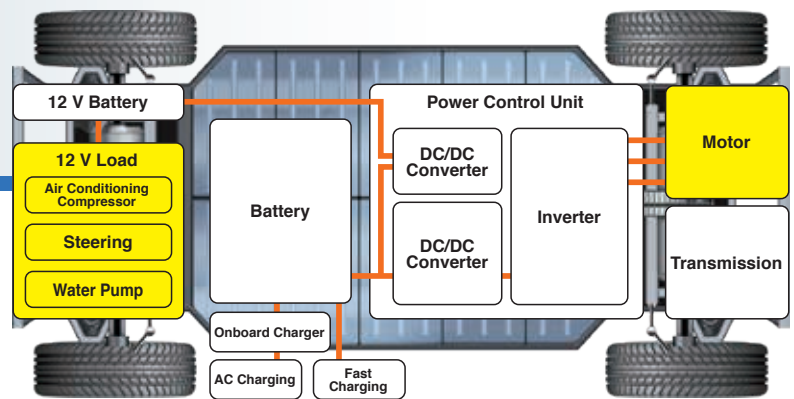 12 V Battery
12 V Load
Air Conditioning
Compressor
Steering
Water Pump
Battery
Onboard Charger
AC Charging
Fast
Charging
Power Control Unit
DC/DC
Converter
DC/DC
Converter
Inverter
Motor
Transmission